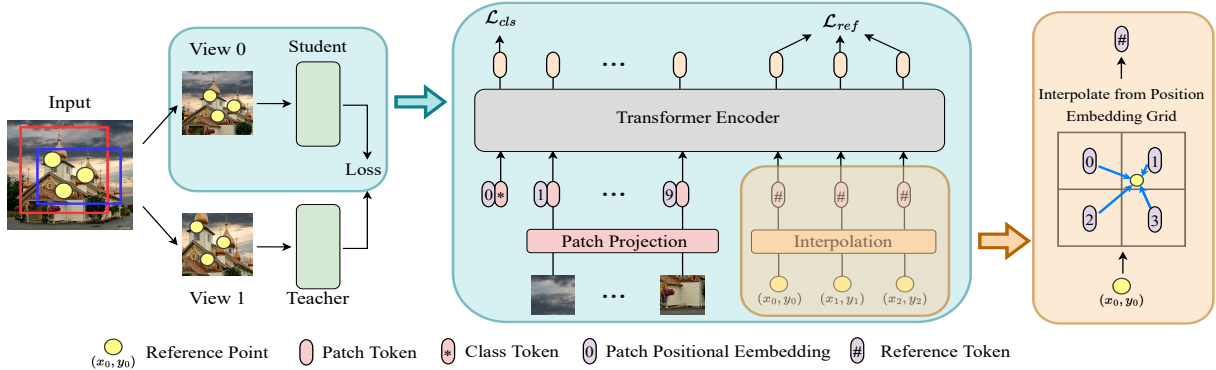 Input
View 0
View 1
Student
Loss
Teacher
$\mathcal{L}_{cls}$
$\mathcal{L}_{ref}$
...
Transformer Encoder
0 * 1 ... 9 # # #
Patch Projection
Interpolation
...
$(x_0, y_0)$ $(x_1, y_1)$ $(x_2, y_2)$
#
Interpolate from Position
Embedding Grid
0 1
2 3
$(x_0, y_0)$
$(x_0, y_0)$ Reference Point
Patch Token
* Class Token
0 Patch Positional Eembedding
# Reference Token